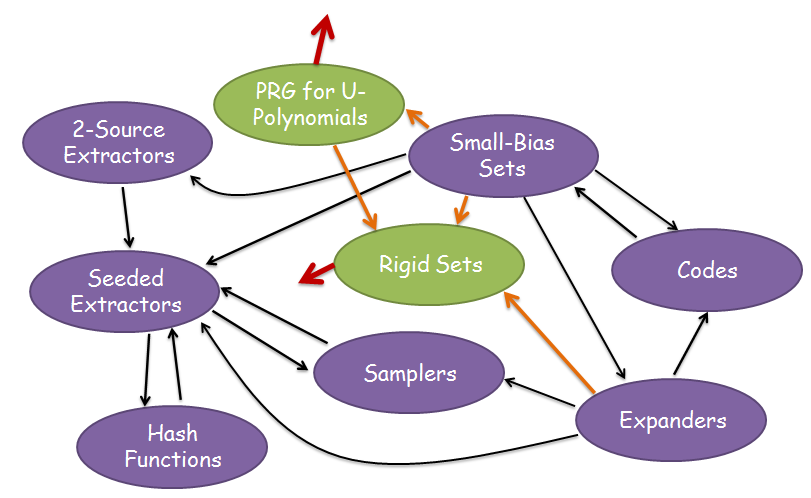 PRG for U-
Polynomials
2-Source
Extractors
Small-Bias
Sets
Rigid Sets
Codes
Seeded
Extractors
Samplers
Expanders
Hash
Functions